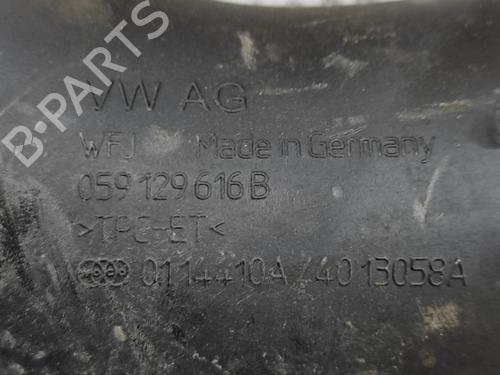 VW AG
WFJ Made in Germany
059 129 616 B
>TPC-ET<
0114410A/4013058A
B-PARTS